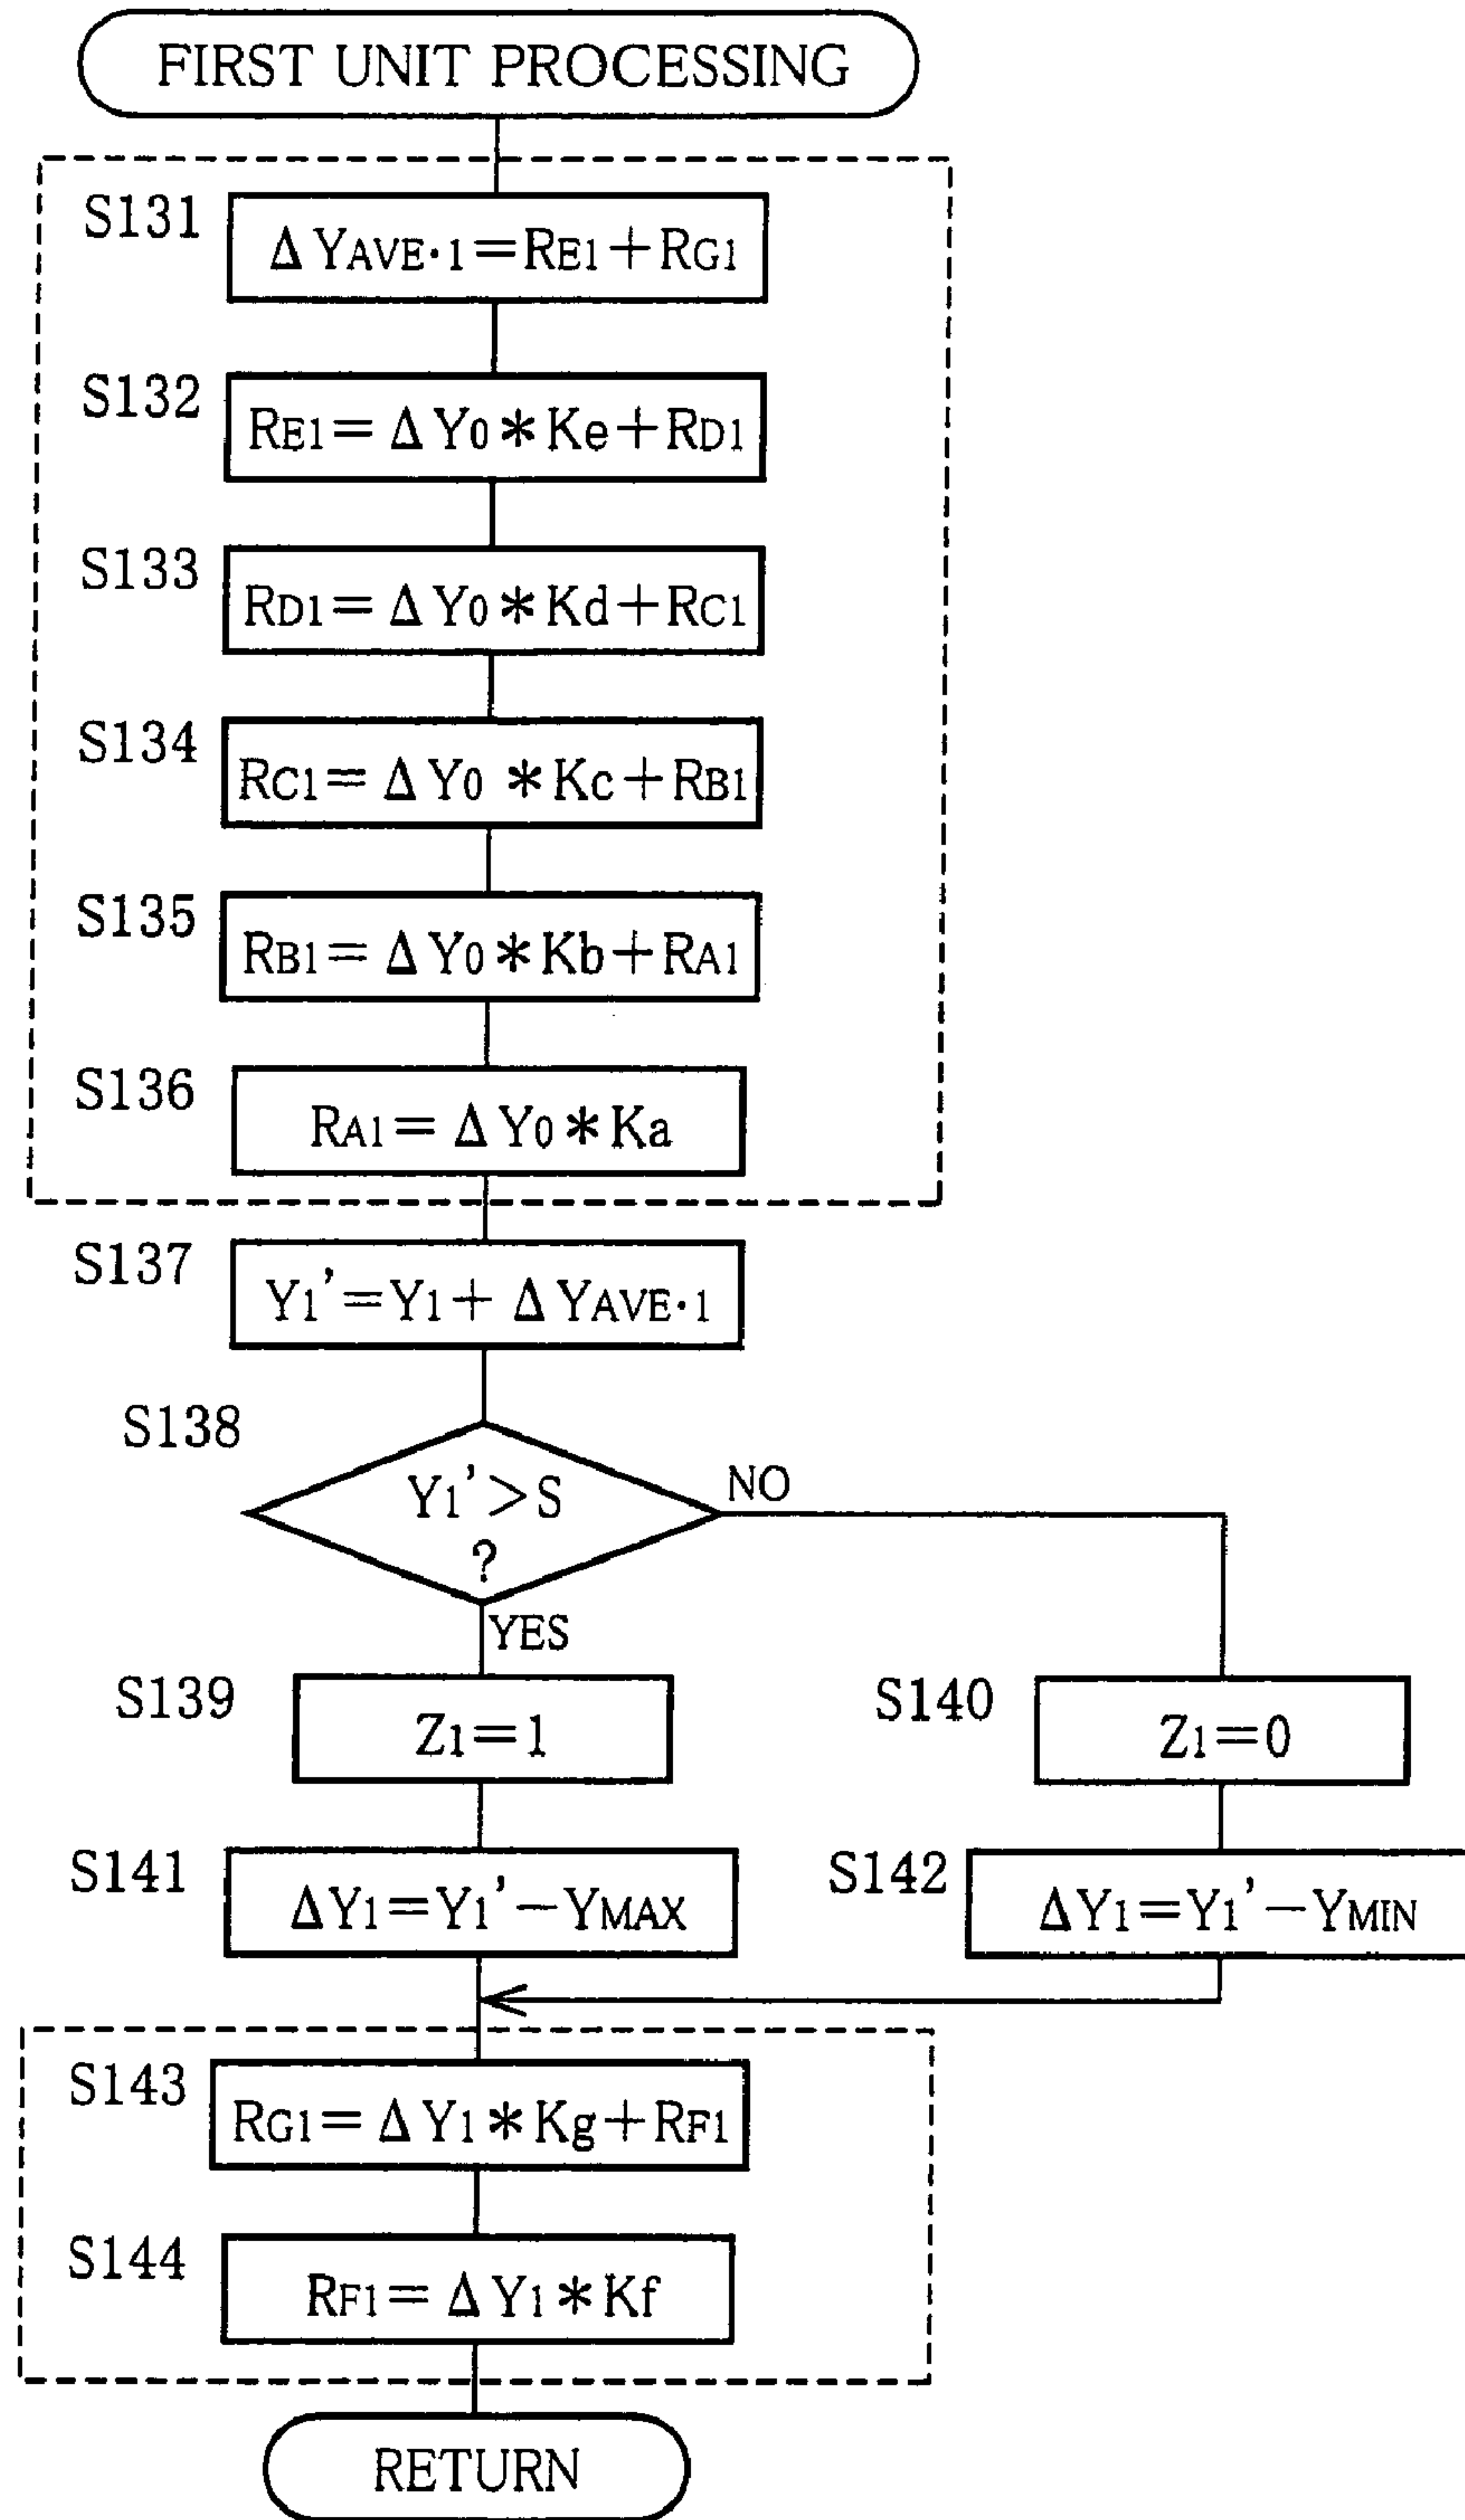 FIRST UNIT PROCESSING
S131
ΔYAVE·1=RE1+RG1
S132
RE1=ΔY0*Ke+RD1
S133
RD1=ΔY0*Kd+RC1
S134
RC1=ΔY0*Kc+RB1
S135
RB1=ΔY0*Kb+RA1
S136
RA1=ΔY0*Ka
S137
Y1'=Y1+ΔYAVE·1
S138
Y1'>S
?
NO
YES
S139
Z1=1
S140
Z1=0
S141
ΔY1=Y1'-YMAX
S142
ΔY1=Y1'-YMIN
S143
RG1=ΔY1*Kg+RF1
S144
RF1=ΔY1*Kf
RETURN